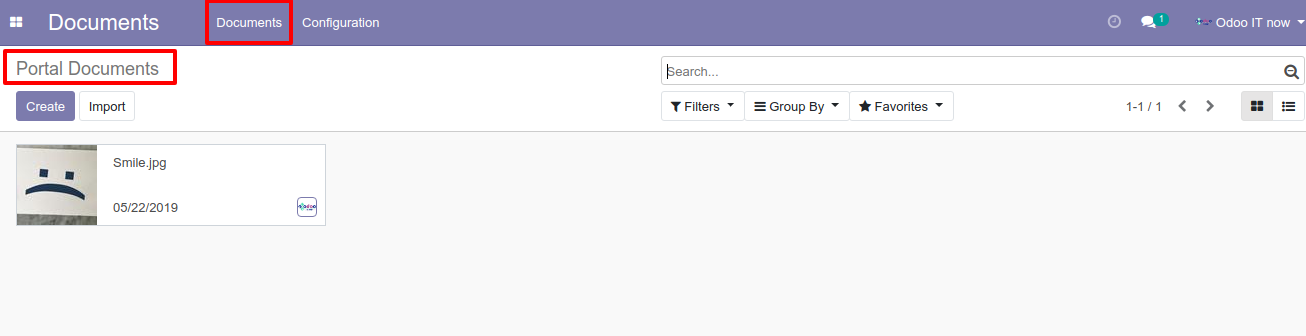 Documents Documents Configuration 1 Odoo IT now
Portal Documents
Search...
Create Import Filters Group By Favorites 1-1 / 1
Smile.jpg
05/22/2019